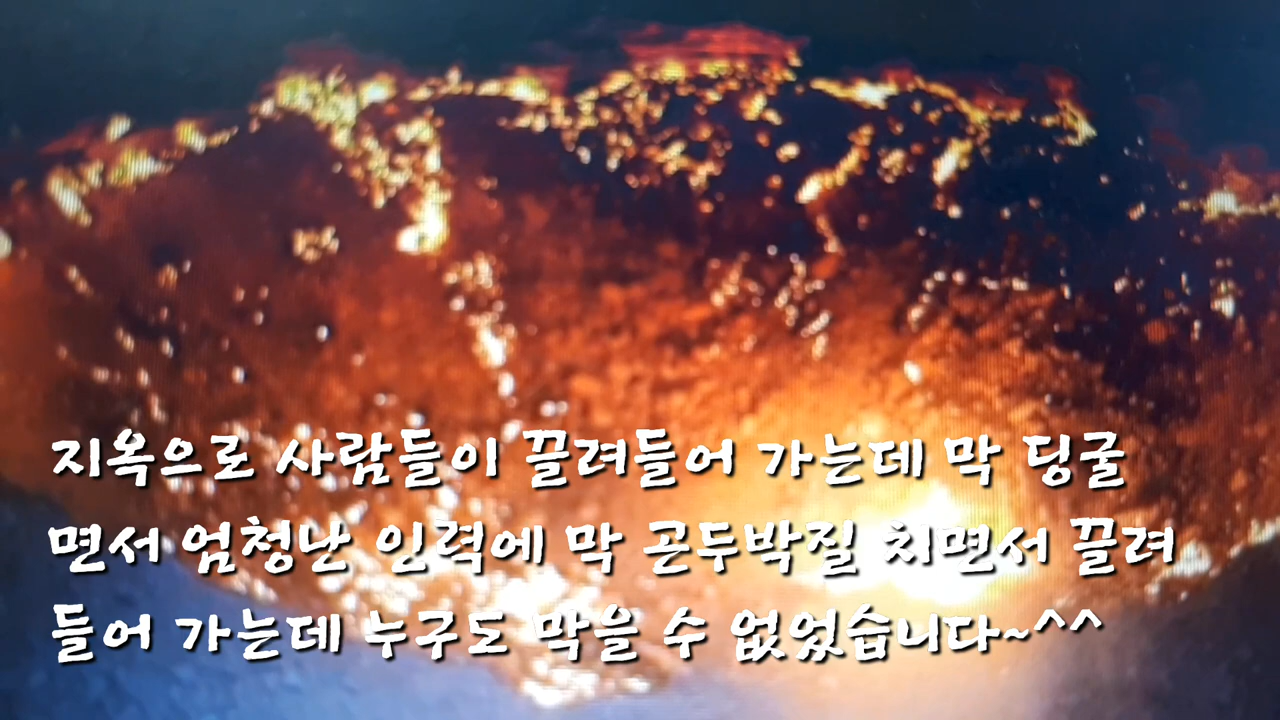 지옥으로 사람들이 끌려들어 가는데 막 딩굴
면서 엄청난 인력에 막 곤두박질 치면서 끌려
들어 가는데 누구도 막을 수 없었습니다~^^